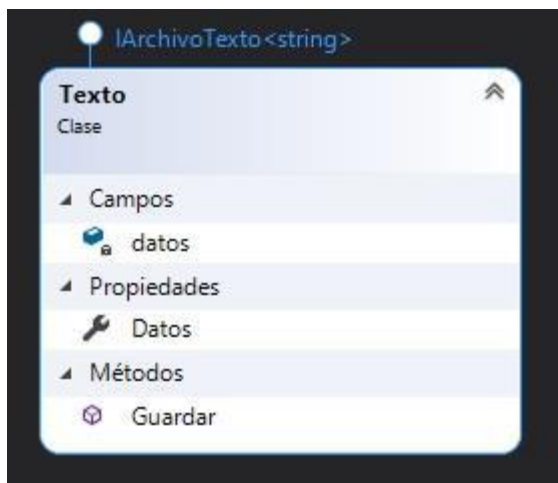 IArchivoTexto<string>
Texto
Clase
Campos
datos
Propiedades
Datos
Métodos
Guardar